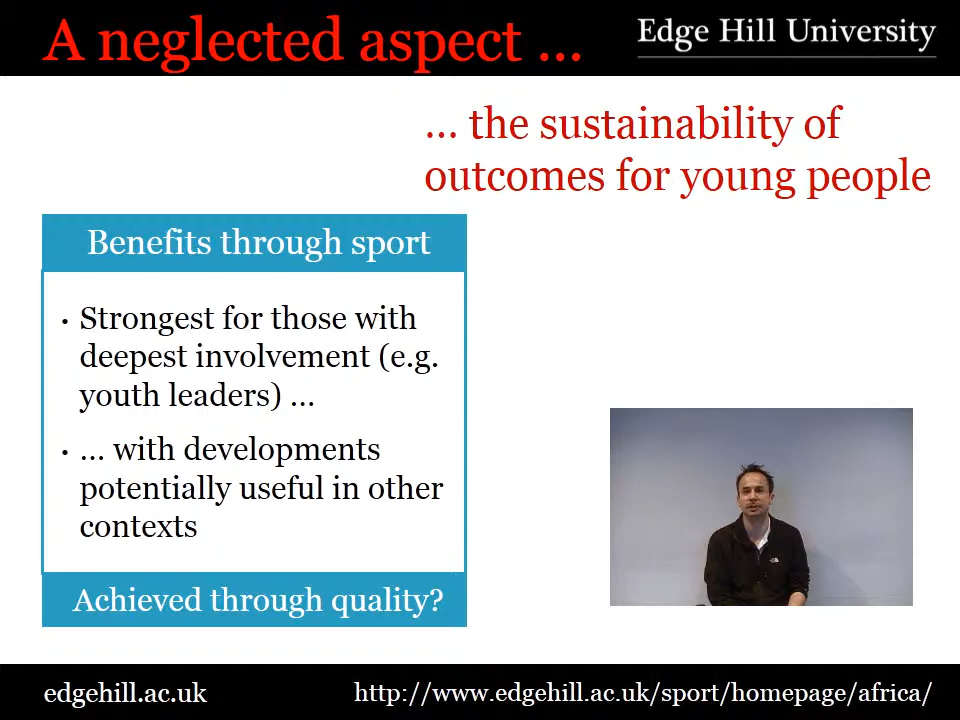 A neglected aspect ...
Edge Hill University
... the sustainability of
outcomes for young people
Benefits through sport
• Strongest for those with
deepest involvement (e.g.
youth leaders) ...
• ... with developments
potentially useful in other
contexts
Achieved through quality?
edgehill.ac.uk
http://www.edgehill.ac.uk/sport/homepage/africa/